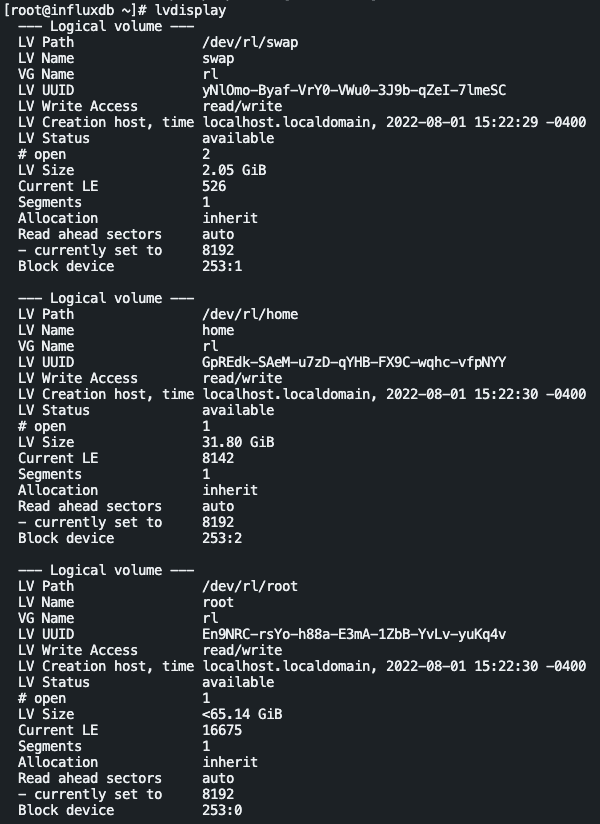 [root@influxdb ~]# lvdisplay
--- Logical volume ---
LV Path /dev/rl/swap
LV Name swap
VG Name rl
LV UUID yNlOmo-Byaf-VrY0-VWu0-3J9b-qZeI-7lmeSC
LV Write Access read/write
LV Creation host, time localhost.localdomain, 2022-08-01 15:22:29 -0400
LV Status available
# open 2
LV Size 2.05 GiB
Current LE 526
Segments 1
Allocation inherit
Read ahead sectors auto
- currently set to 8192
Block device 253:1
--- Logical volume ---
LV Path /dev/rl/home
LV Name home
VG Name rl
LV UUID GpREdk-SAeM-u7zD-qYHB-FX9C-wqhc-vfpNYY
LV Write Access read/write
LV Creation host, time localhost.localdomain, 2022-08-01 15:22:30 -0400
LV Status available
# open 1
LV Size 31.80 GiB
Current LE 8142
Segments 1
Allocation inherit
Read ahead sectors auto
- currently set to 8192
Block device 253:2
--- Logical volume ---
LV Path /dev/rl/root
LV Name root
VG Name rl
LV UUID En9NRC-rsYo-h88a-E3mA-1ZbB-YvLv-yuKq4v
LV Write Access read/write
LV Creation host, time localhost.localdomain, 2022-08-01 15:22:30 -0400
LV Status available
# open 1
LV Size <65.14 GiB
Current LE 16675
Segments 1
Allocation inherit
Read ahead sectors auto
- currently set to 8192
Block device 253:0